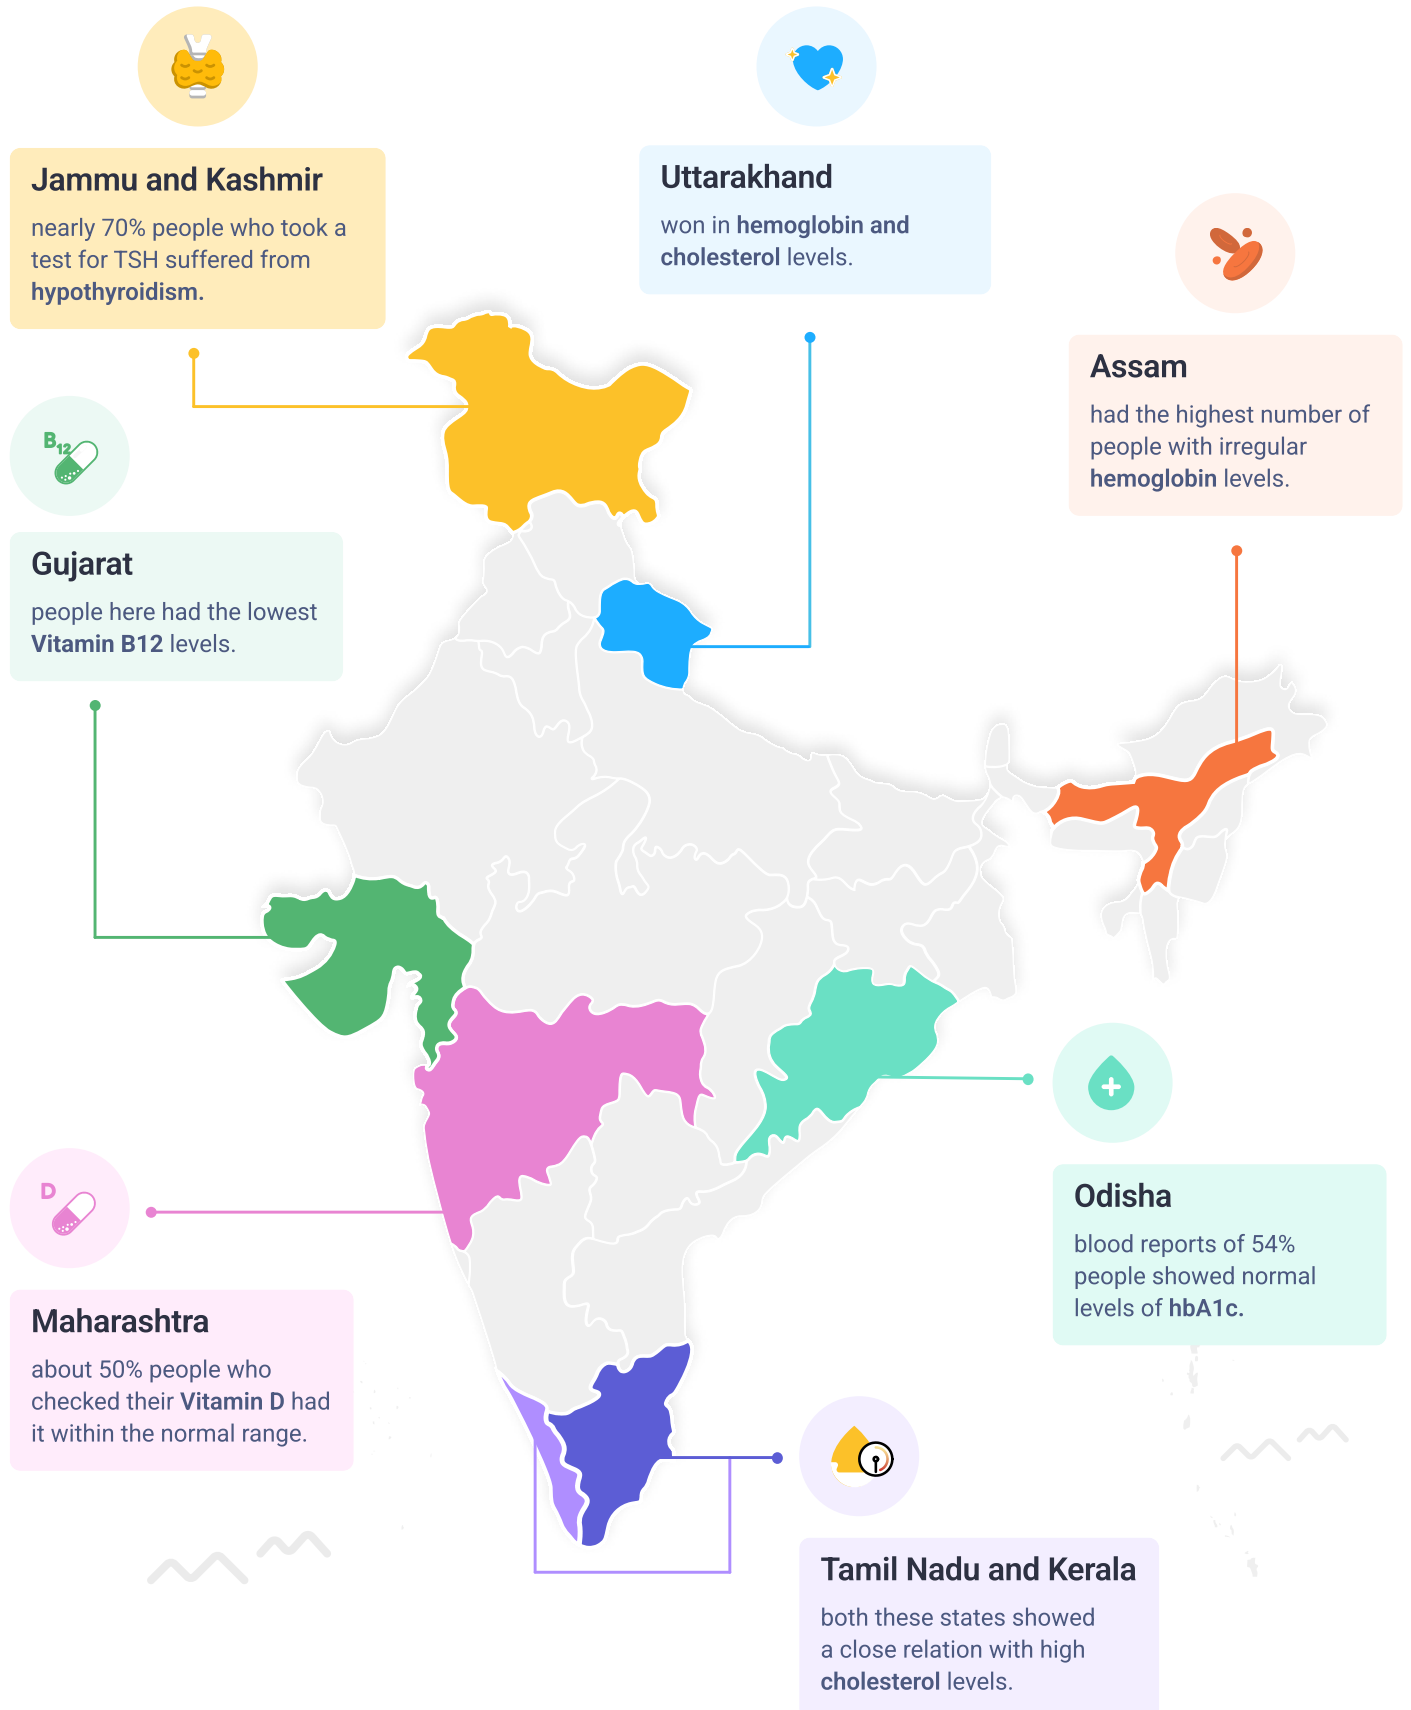 Jammu and Kashmir
nearly 70% people who took a
test for TSH suffered from
hypothyroidism.
Uttarakhand
won in hemoglobin and
cholesterol levels.
Assam
had the highest number of
people with irregular
hemoglobin levels.
B12
Gujarat
people here had the lowest
Vitamin B12 levels.
Odisha
blood reports of 54%
people showed normal
levels of hbA1c.
D
Maharashtra
about 50% people who
checked their Vitamin D had
it within the normal range.
Tamil Nadu and Kerala
both these states showed
a close relation with high
cholesterol levels.